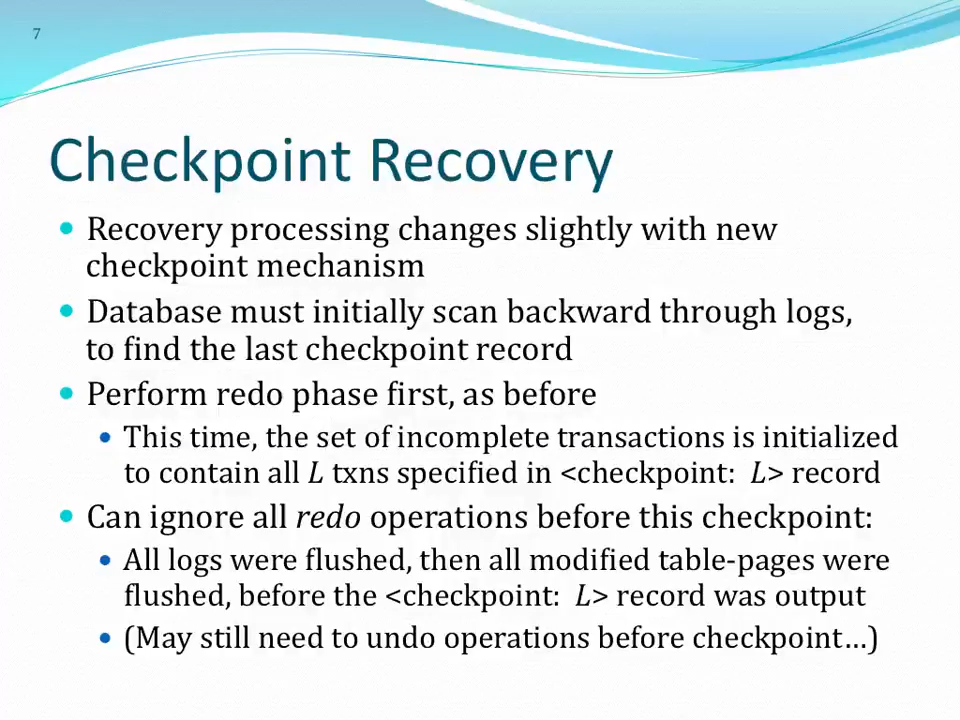 7
Checkpoint Recovery
• Recovery processing changes slightly with new
checkpoint mechanism
• Database must initially scan backward through logs,
to find the last checkpoint record
• Perform redo phase first, as before
• This time, the set of incomplete transactions is initialized
to contain all L txns specified in <checkpoint: L> record
• Can ignore all redo operations before this checkpoint:
• All logs were flushed, then all modified table-pages were
flushed, before the <checkpoint: L> record was output
• (May still need to undo operations before checkpoint…)